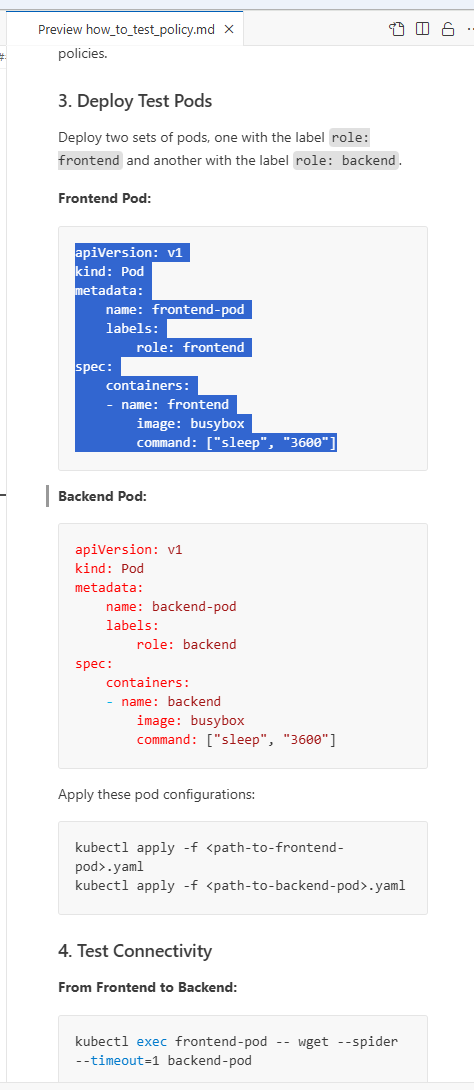 Preview how_to_test_policy.md
policies.
3. Deploy Test Pods
Deploy two sets of pods, one with the label role:
frontend and another with the label role: backend.
Frontend Pod:
apiVersion: v1
kind: Pod
metadata:
    name: frontend-pod
    labels:
        role: frontend
spec:
    containers:
    - name: frontend
        image: busybox
        command: ["sleep", "3600"]
Backend Pod:
apiVersion: v1
kind: Pod
metadata:
    name: backend-pod
    labels:
        role: backend
spec:
    containers:
    - name: backend
        image: busybox
        command: ["sleep", "3600"]
Apply these pod configurations:
kubectl apply -f <path-to-frontend-
pod>.yaml
kubectl apply -f <path-to-backend-pod>.yaml
4. Test Connectivity
From Frontend to Backend:
kubectl exec frontend-pod -- wget --spider
--timeout=1 backend-pod